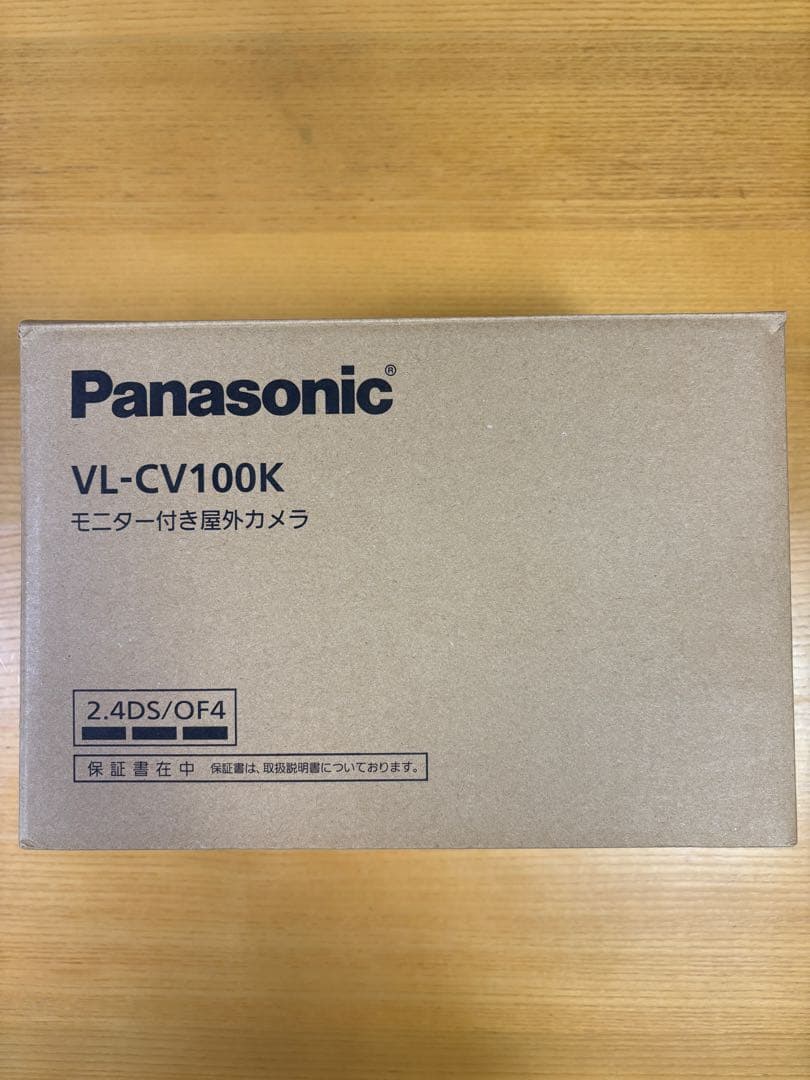 Panasonic®
VL-CV100K
モニター付き屋外カメラ
2.4DS/OF4
保証書在中 保証書は、取扱説明書についております。